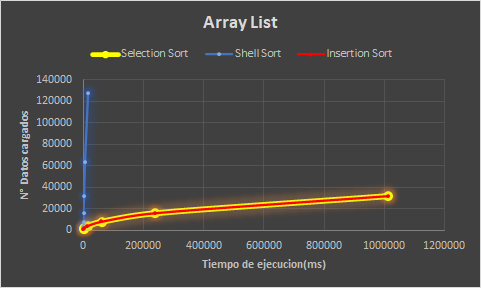 Array List
Selection Sort Shell Sort Insertion Sort
140000
120000
100000
80000
60000
40000
20000
0
N° Datos cargados
0 200000 400000 600000 800000 1000000 1200000
Tiempo de ejecucion(ms)